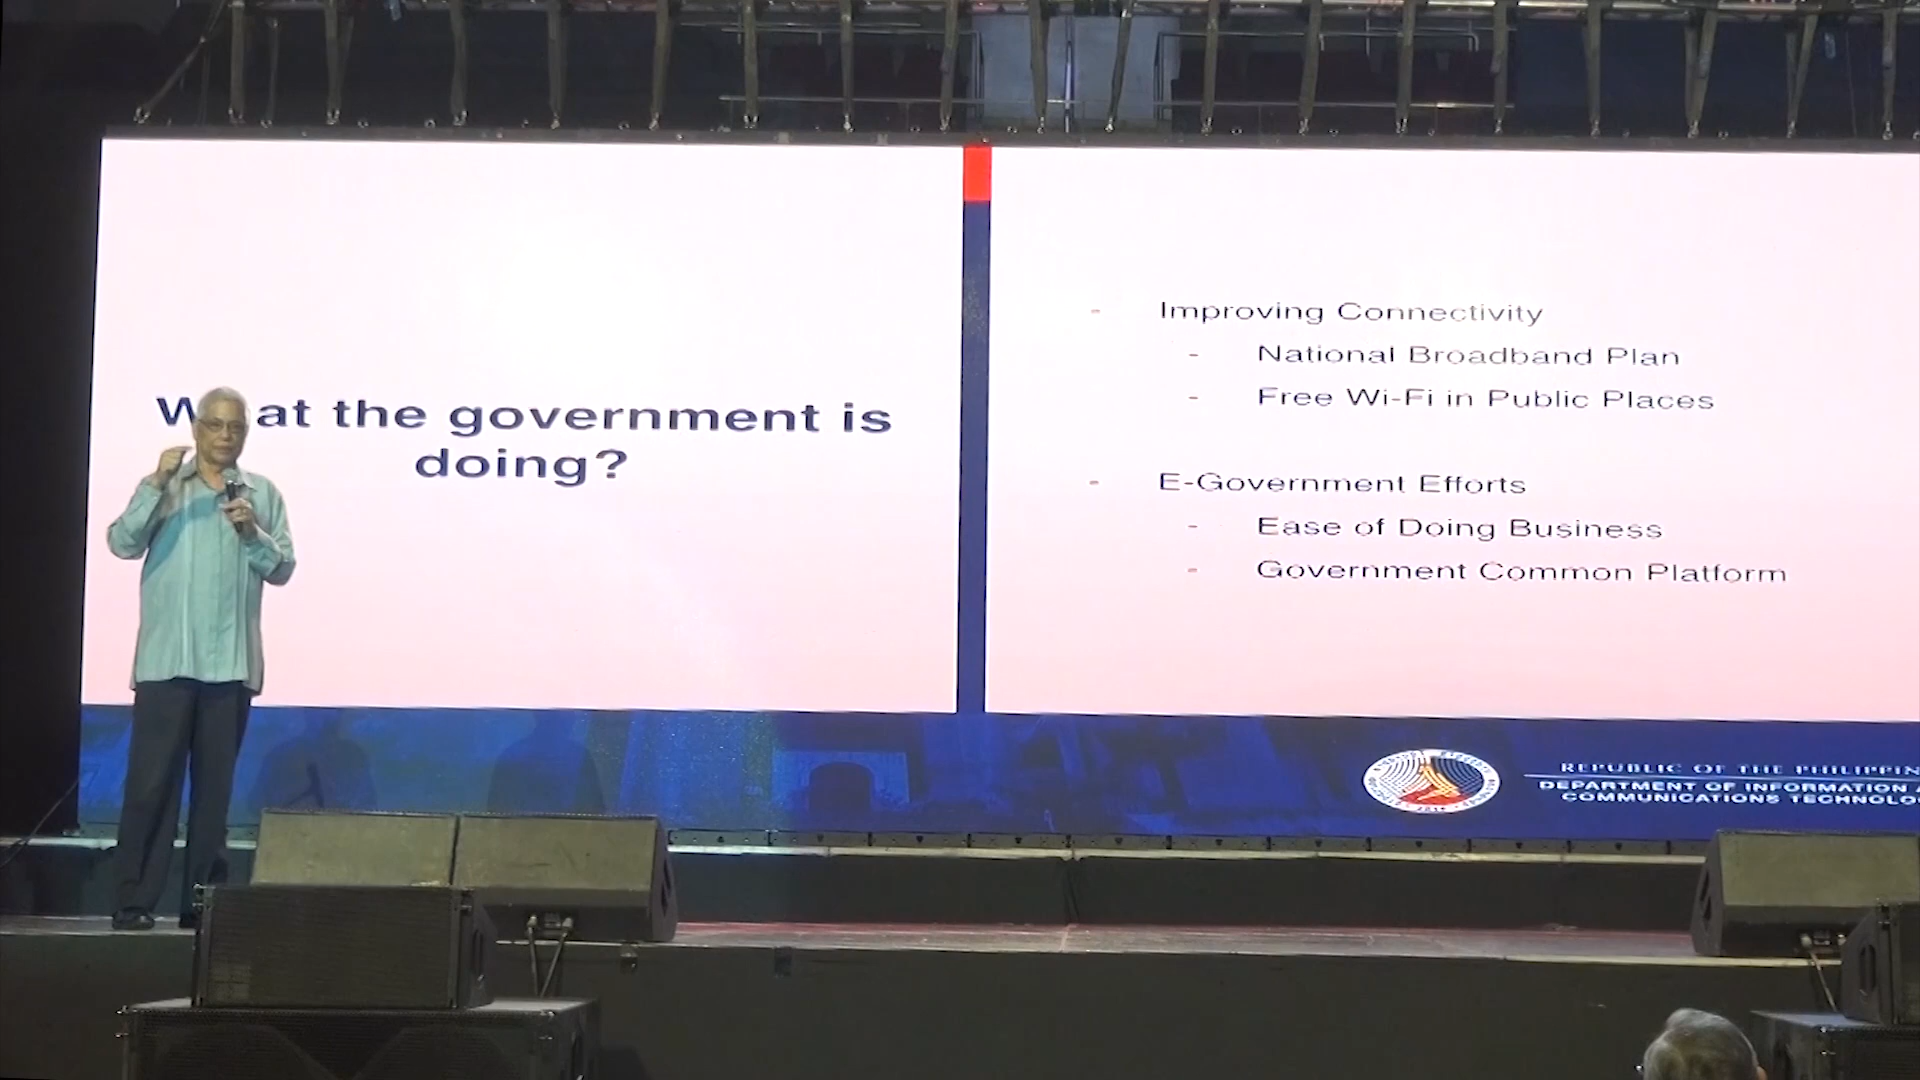 What the government is
doing?
- Improving Connectivity
- National Broadband Plan
- Free Wi-Fi in Public Places
- E-Government Efforts
- Ease of Doing Business
- Government Common Platform
REPUBLIC OF THE PHILIPPIN
DEPARTMENT OF INFORMATION A
COMMUNICATIONS TECHNOLO